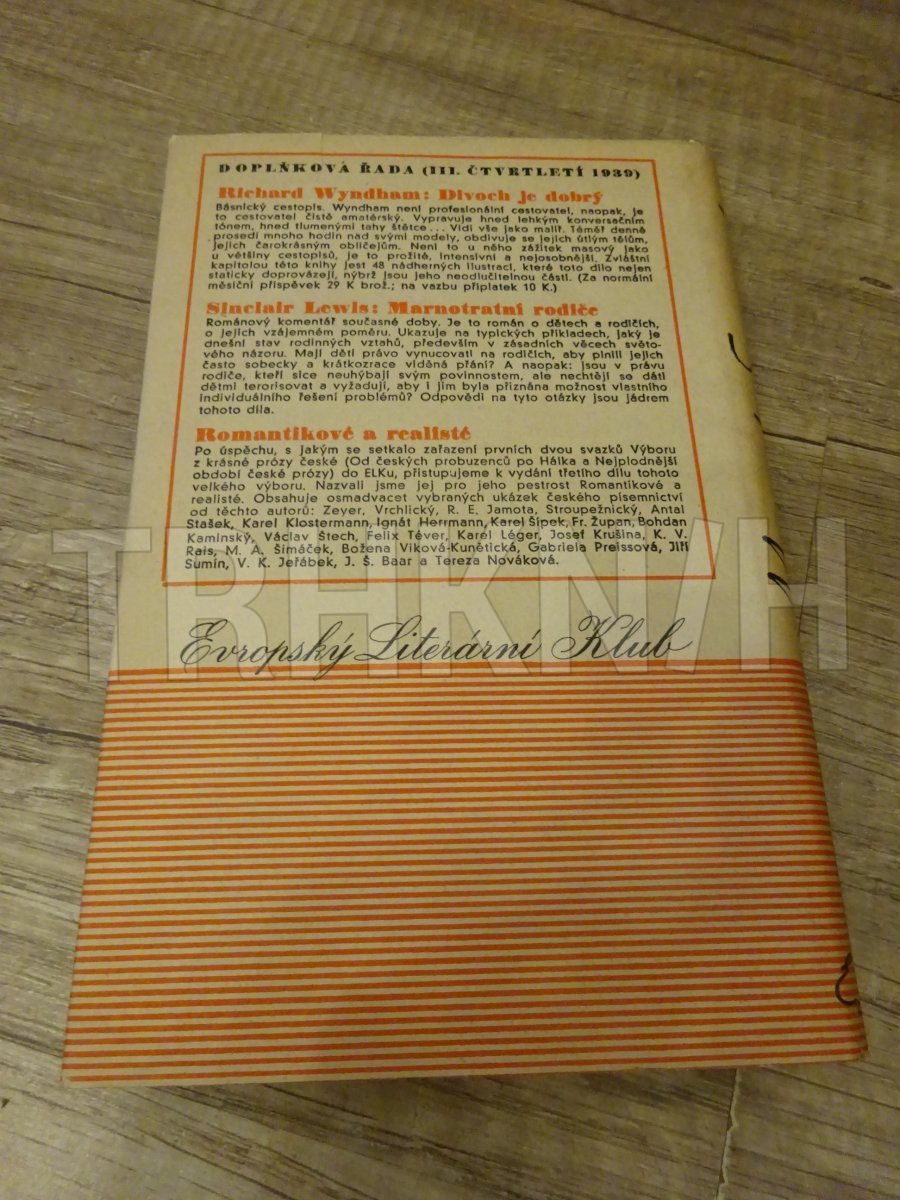 DOPLŇKOVÁ ŘADA (III. ČTVRTLETÍ 1939)
Richard Wyndham: Divoch je dobrý
Básnický cestopis. Wyndham není profesionální cestovatel, naopak, je
to cestovatel čistě amatérský. Vypravuje hned lehkým konversačním
tónem, hned tlumenými tahy štětce... Vidí vše jako malíř. Téměř denně
prosedí mnoho hodin nad svými modely, obdivuje se jejich útlým tělům,
jejich čarokrásným obličejům. Není to u něho zážitek masový jako
u většiny cestopisů, je to prožité, intensivní a nejosobnější. Zvláštní
kapitolou této knihy jest 48 nádherných ilustrací, které toto dílo nejen
staticky doprovázejí, nýbrž jsou jeho neodlučitelnou částí. (Za normální
měsíční příspěvek 29 K brož.; na vazbu příplatek 10 K.)
Sinclair Lewis: Marnotratní rodiče
Románový komentář současné doby. Je to román o dětech a rodičích,
o jejich vzájemném poměru. Ukazuje na typických příkladech, jaký je
dnešní stav rodinných vztahů, především v zásadních věcech světo-
vého názoru. Mají děti právo vynucovati na rodičích, aby plnili jejich
často sobecky a krátkozrace viděná přání? A naopak: jsou v právu
rodiče, kteří sice neuhýbají svým povinnostem, ale nechtějí se dáti
dětmi terorisovat a vyžadují, aby i jim byla přiznána možnost vlastního
individuálního řešení problémů? Odpovědi na tyto otázky jsou jádrem
tohoto díla.
Romantikové a realisté
Po úspěchu, s jakým se setkalo zařazení prvních dvou svazků Výboru
z krásné prózy české (Od českých probuzenců po Hálka a Nejplodnější
období české prózy) do ELKu, přistupujeme k vydání třetího dílu tohoto
velkého výboru. Nazvali jsme jej pro jeho pestrost Romantikové a
realisté. Obsahuje osmadvacet vybraných ukázek českého písemnictví
od těchto autorů: Zeyer, Vrchlický, R. E. Jamota, Stroupežnický, Antal
Stašek, Karel Klostermann, Ignát Herrmann, Karel Šípek, Fr. Župan, Bohdan
Kaminský, Václav Štech, Felix Téver, Karel Léger, Josef Krušina, K. V.
Rais, M. A. Šimáček, Božena Viková-Kunětická, Gabriela Preissová, Jiří
Sumín, V. K. Jeřábek, J. Š. Baar a Tereza Nováková.
TRHKNIH
Evropský Literární Klub